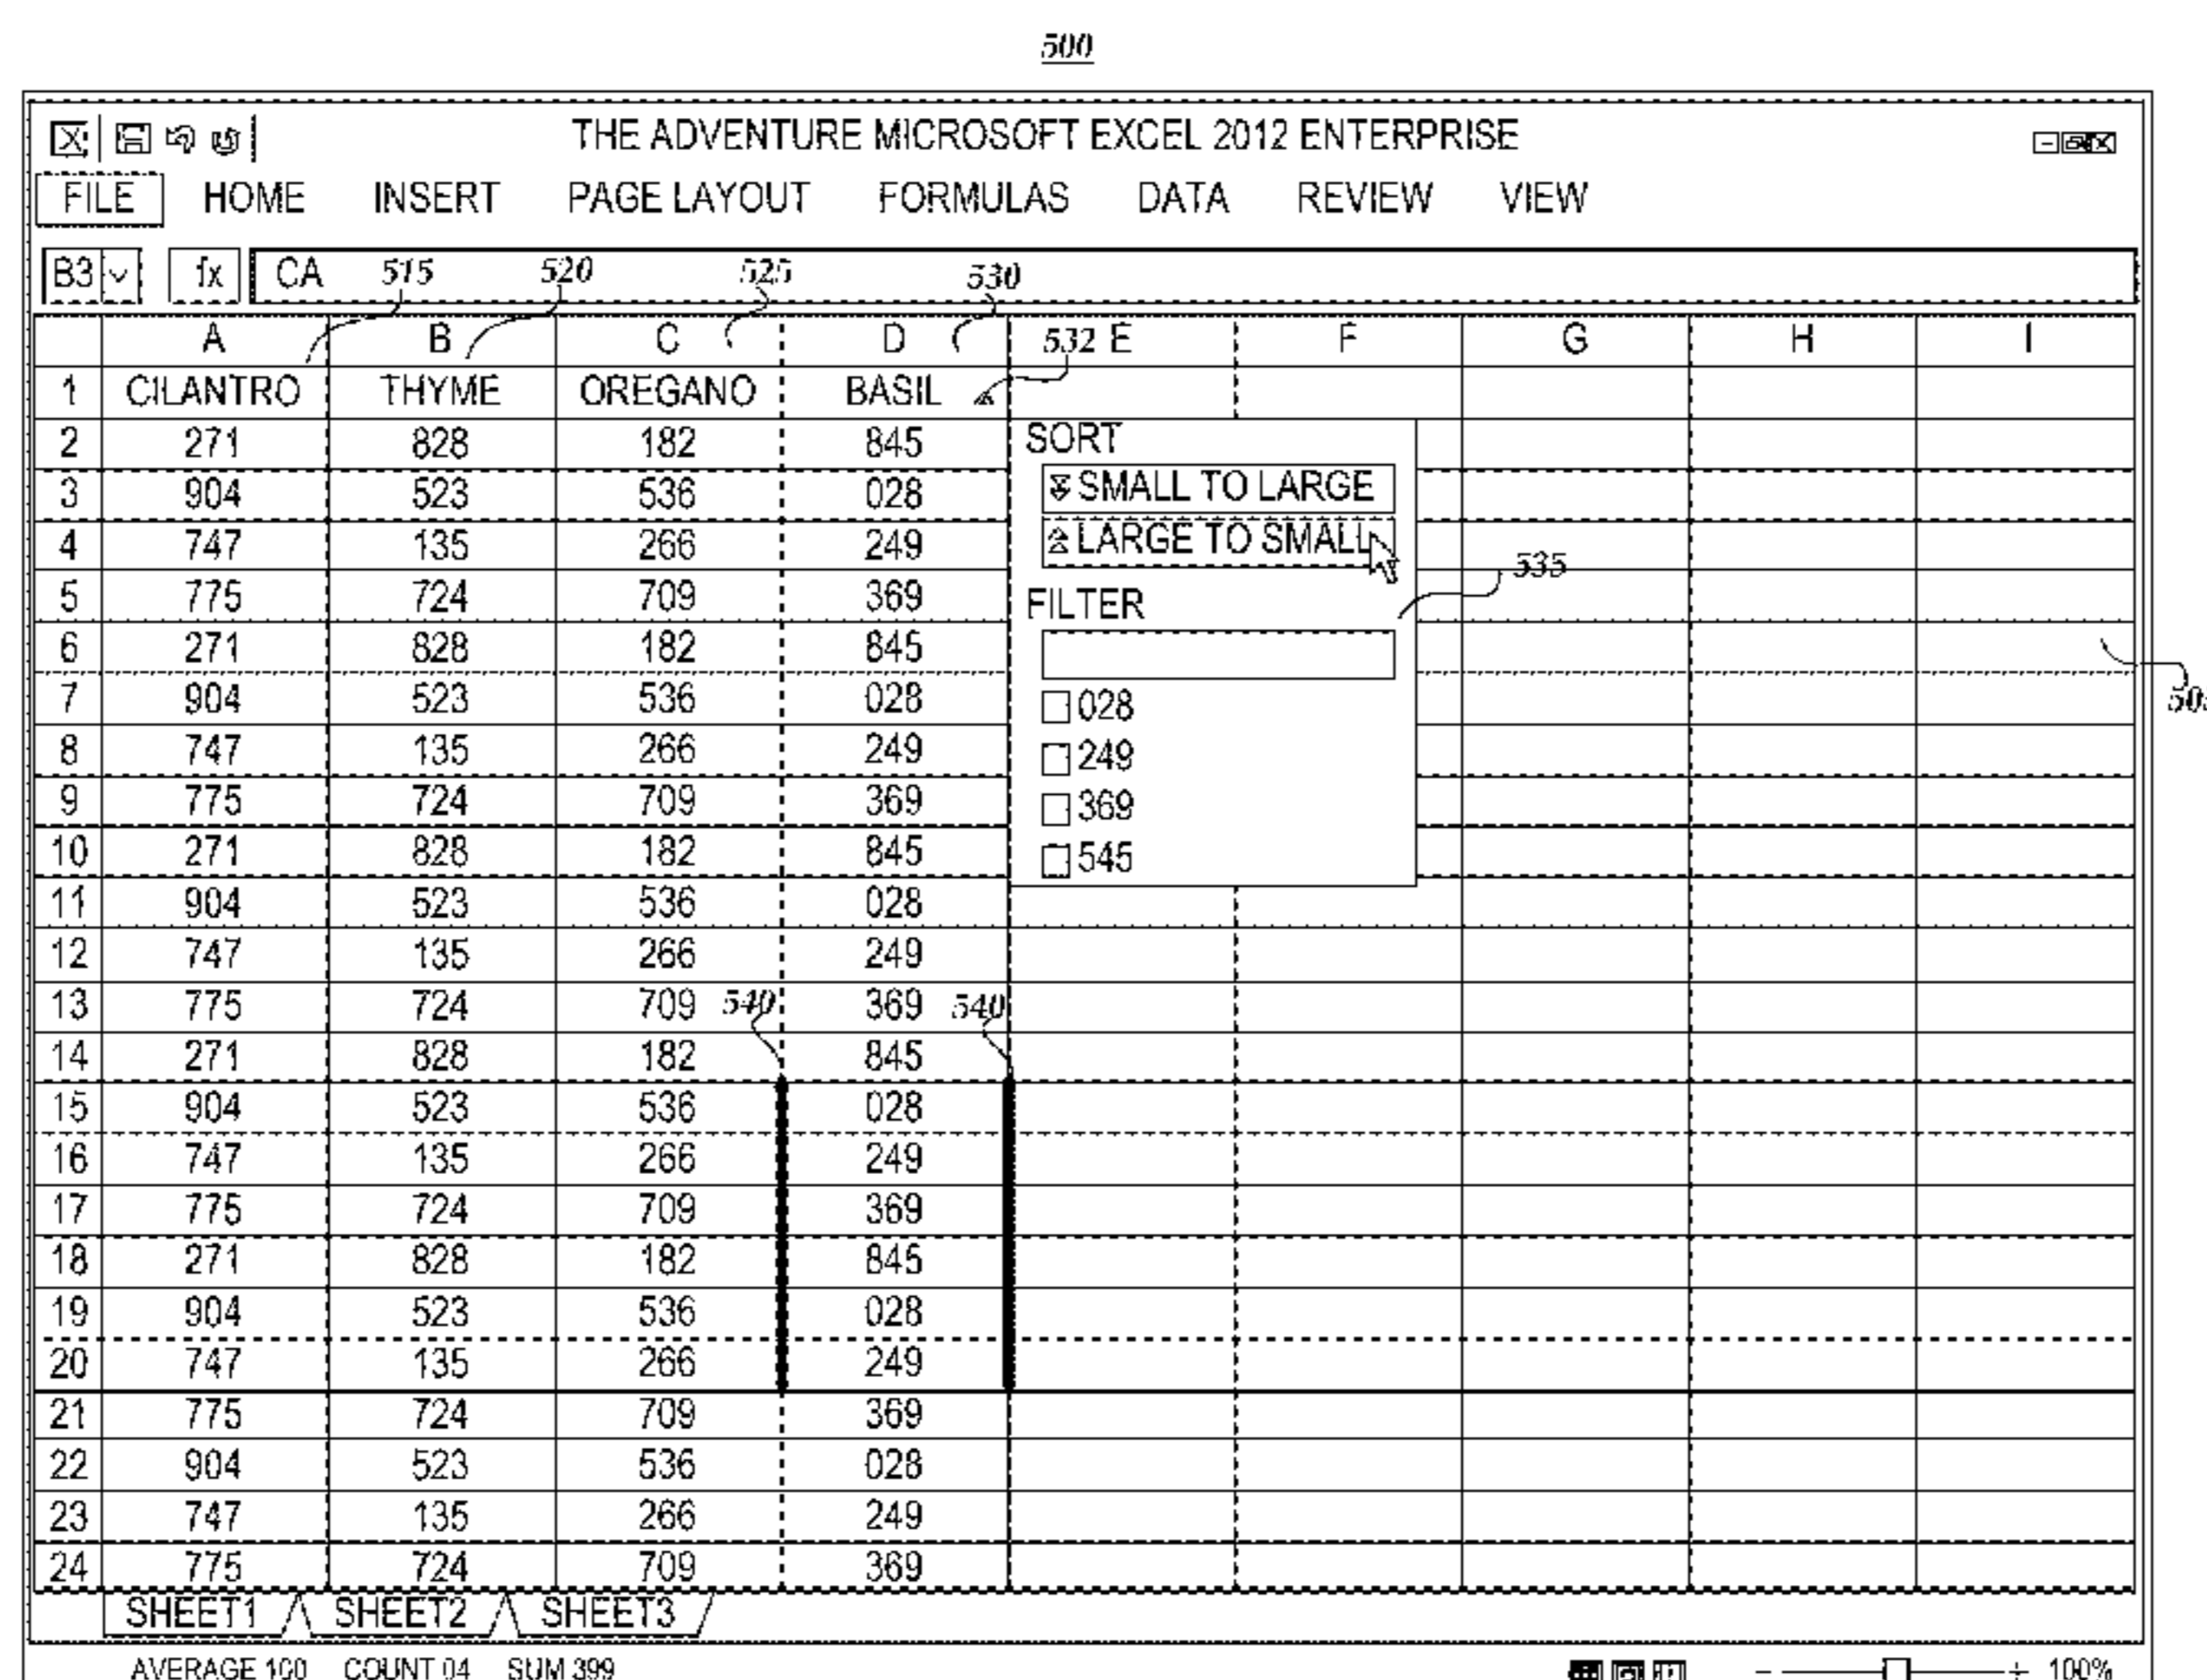 500
THE ADVENTURE MICROSOFT EXCEL 2012 ENTERPRISE
FILE HOME INSERT PAGE LAYOUT FORMULAS DATA REVIEW VIEW
B3 fx CA 515 520 525 530
A B C D 532 E F G H I
1 CILANTRO THYME OREGANO BASIL
2 271 828 182 845 SORT
3 904 523 536 028 SMALL TO LARGE
4 747 135 266 249 LARGE TO SMALL
5 775 724 709 369 FILTER 535
6 271 828 182 845
7 904 523 536 028 028
8 747 135 266 249 249
9 775 724 709 369 369
10 271 828 182 845 545
11 904 523 536 028
12 747 135 266 249
13 775 724 709 540 369 540
14 271 828 182 845
15 904 523 536 028
16 747 135 266 249
17 775 724 709 369
18 271 828 182 845
19 904 523 536 028
20 747 135 266 249
21 775 724 709 369
22 904 523 536 028
23 747 135 266 249
24 775 724 709 369
SHEET1 SHEET2 SHEET3
AVERAGE 100 COUNT 04 SUM 399 - + 100%